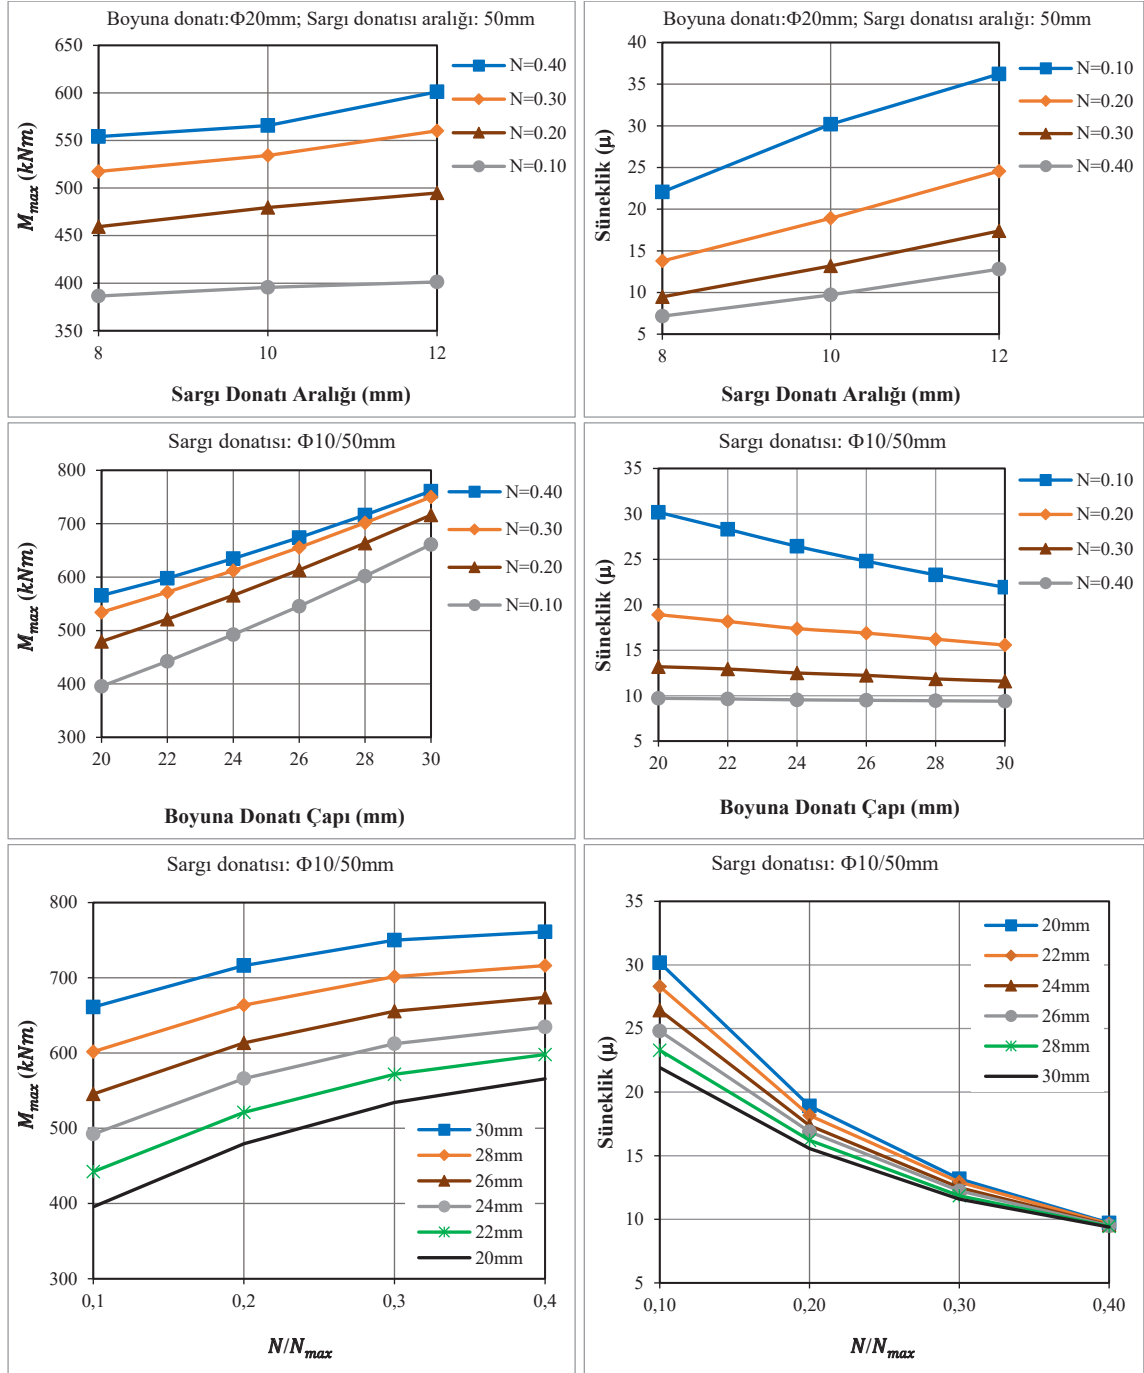 Boyuna donatı:Φ20mm; Sargı donatısı aralığı: 50mm
650
600
550
500
450
400
350
8
10
12
M_max (kNm)
Sargı Donatı Aralığı (mm)
N=0.40
N=0.30
N=0.20
N=0.10
Boyuna donatı:Φ20mm; Sargı donatısı aralığı: 50mm
40
35
30
25
20
15
10
5
8
10
12
Süneklik (μ)
Sargı Donatı Aralığı (mm)
N=0.10
N=0.20
N=0.30
N=0.40
Sargı donatısı: Φ10/50mm
800
700
600
500
400
300
20
22
24
26
28
30
M_max (kNm)
Boyuna Donatı Çapı (mm)
N=0.40
N=0.30
N=0.20
N=0.10
Sargı donatısı: Φ10/50mm
35
30
25
20
15
10
5
20
22
24
26
28
30
Süneklik (μ)
Boyuna Donatı Çapı (mm)
N=0.10
N=0.20
N=0.30
N=0.40
Sargı donatısı: Φ10/50mm
800
700
600
500
400
300
0,1
0,2
0,3
0,4
M_max (kNm)
N/N_max
30mm
28mm
26mm
24mm
22mm
20mm
Sargı donatısı: Φ10/50mm
35
30
25
20
15
10
5
0,10
0,20
0,30
0,40
Süneklik (μ)
N/N_max
20mm
22mm
24mm
26mm
28mm
30mm